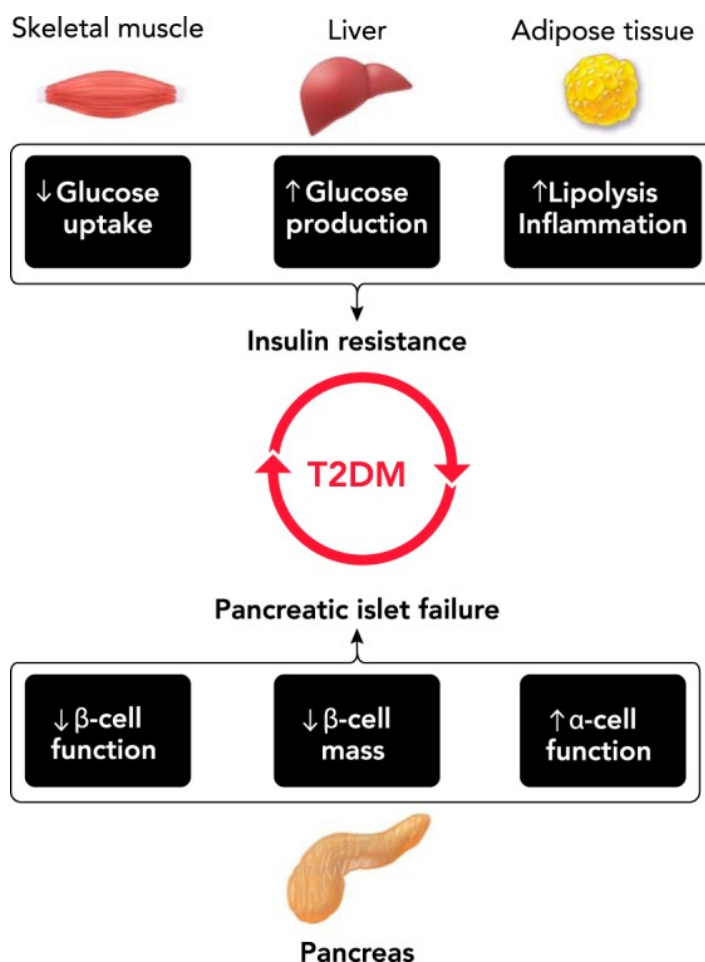 Skeletal muscle
Liver
Adipose tissue
↓ Glucose
uptake
↑ Glucose
production
↑Lipolysis
Inflammation
Insulin resistance
T2DM
Pancreatic islet failure
↓ β-cell
function
↓ β-cell
mass
↑ α-cell
function
Pancreas